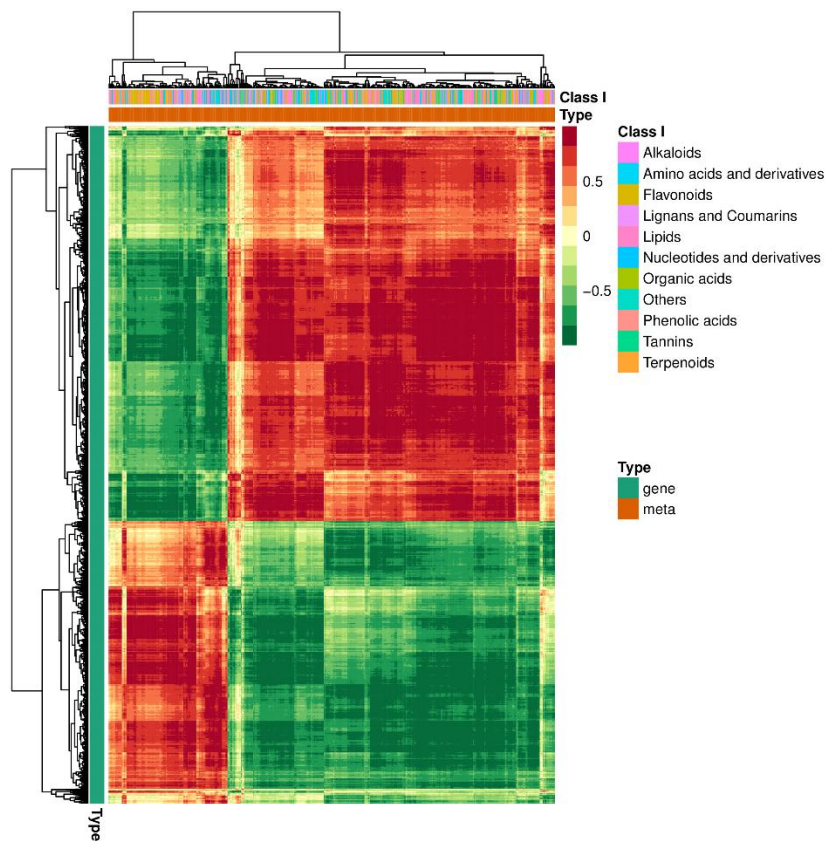 Class I
Type
0.5
0
−0.5
Class I
Alkaloids
Amino acids and derivatives
Flavonoids
Lignans and Coumarins
Lipids
Nucleotides and derivatives
Organic acids
Others
Phenolic acids
Tannins
Terpenoids
Type
gene
meta
Type